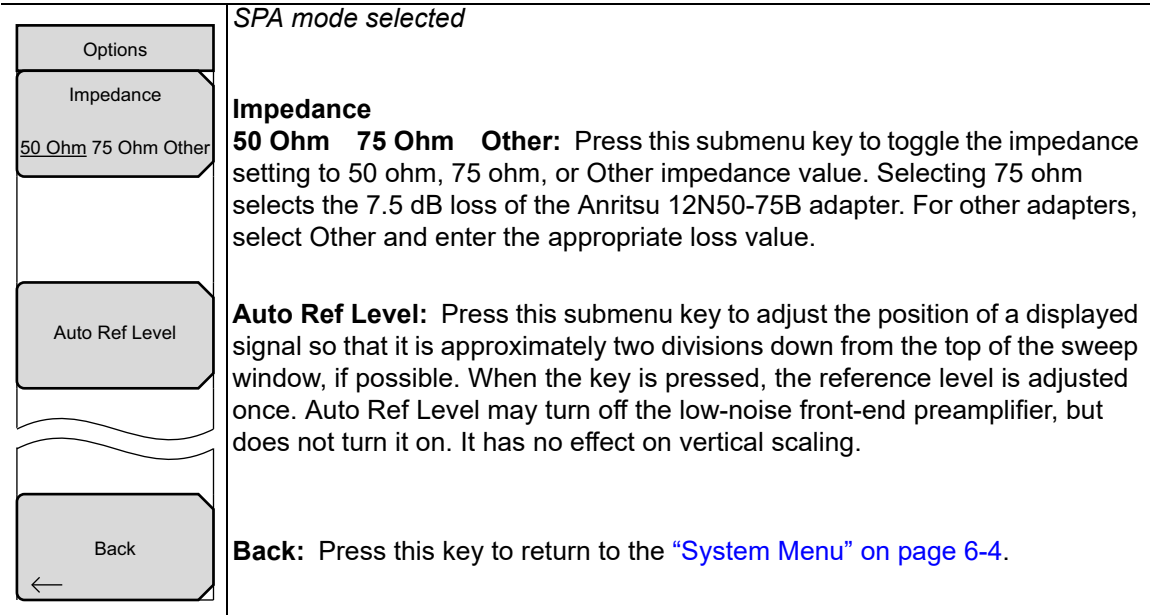 SPA mode selected
Options
Impedance
50 Ohm 75 Ohm Other
Impedance
50 Ohm 75 Ohm Other: Press this submenu key to toggle the impedance
setting to 50 ohm, 75 ohm, or Other impedance value. Selecting 75 ohm
selects the 7.5 dB loss of the Anritsu 12N50-75B adapter. For other adapters,
select Other and enter the appropriate loss value.
Auto Ref Level
Auto Ref Level: Press this submenu key to adjust the position of a displayed
signal so that it is approximately two divisions down from the top of the sweep
window, if possible. When the key is pressed, the reference level is adjusted
once. Auto Ref Level may turn off the low-noise front-end preamplifier, but
does not turn it on. It has no effect on vertical scaling.
Back
Back: Press this key to return to the “System Menu” on page 6-4.